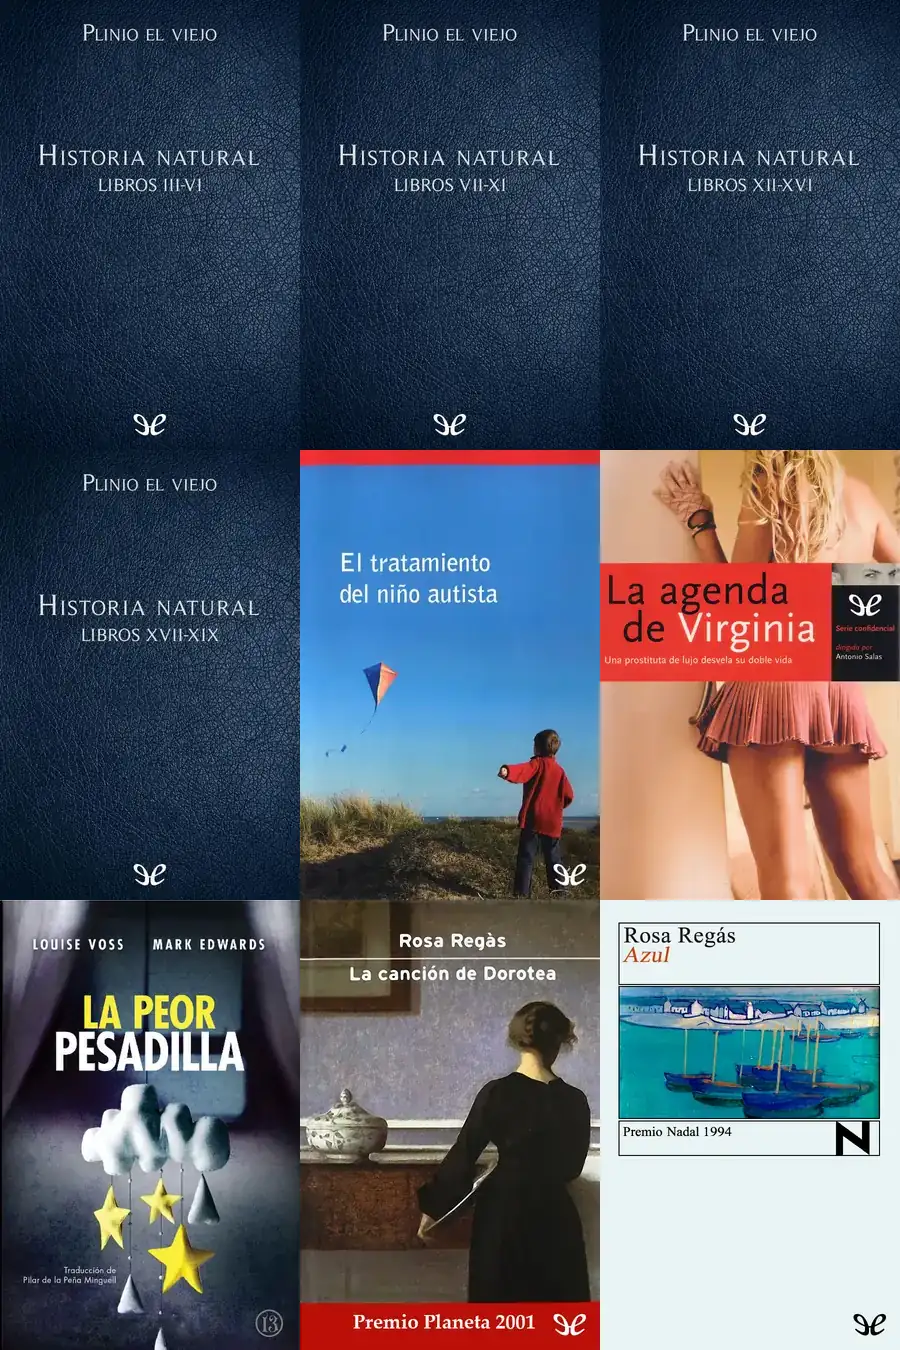 PLINIO EL VIEJO
HISTORIA NATURAL
LIBROS III-VI
PLINIO EL VIEJO
HISTORIA NATURAL
LIBROS VII-XI
PLINIO EL VIEJO
HISTORIA NATURAL
LIBROS XII-XVI
PLINIO EL VIEJO
HISTORIA NATURAL
LIBROS XVII-XIX
El tratamiento
del niño autista
La agenda
de Virginia
Una prostituta de lujo desvela su doble vida
Serie confidencial
dirigida por
Antonio Salas
LOUISE VOSS MARK EDWARDS
LA PEOR
PESADILLA
Traducción de
Pilar de la Peña Minguell
13
Rosa Regàs
La canción de Dorotea
Premio Planeta 2001
Rosa Regás
Azul
Premio Nadal 1994
N